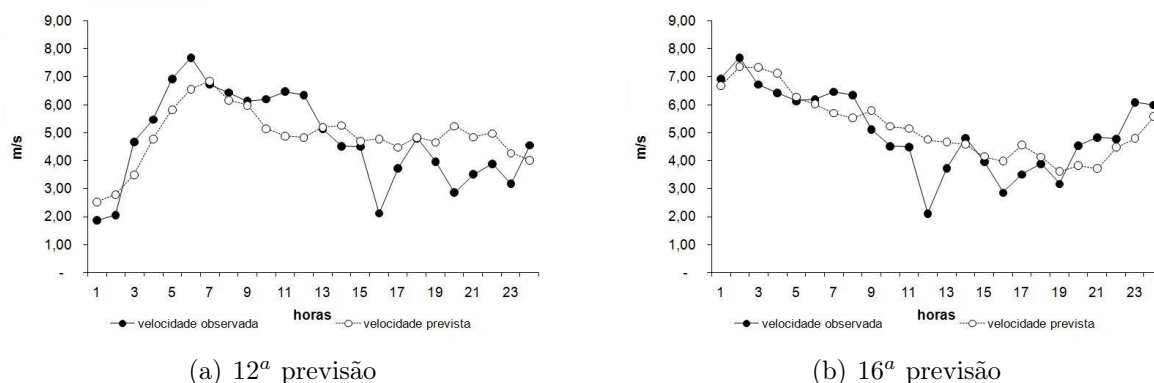 9,00
8,00
7,00
6,00
5,00
4,00
3,00
2,00
1,00
-
m/s
1 3 5 7 9 11 13 15 17 19 21 23
horas
velocidade observada velocidade prevista
(a) 12ª previsão
9,00
8,00
7,00
6,00
5,00
4,00
3,00
2,00
1,00
-
m/s
1 3 5 7 9 11 13 15 17 19 21 23
horas
velocidade observada velocidade prevista
(b) 16ª previsão